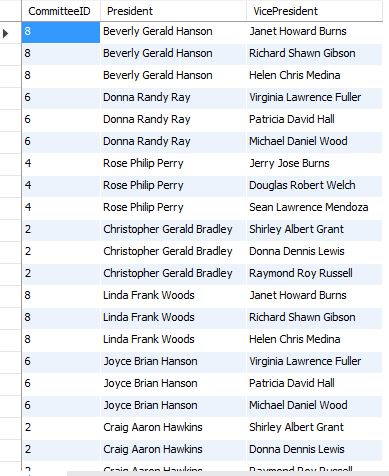 CommitteeID President VicePresident
8 Beverly Gerald Hanson Janet Howard Burns
8 Beverly Gerald Hanson Richard Shawn Gibson
8 Beverly Gerald Hanson Helen Chris Medina
6 Donna Randy Ray Virginia Lawrence Fuller
6 Donna Randy Ray Patricia David Hall
6 Donna Randy Ray Michael Daniel Wood
4 Rose Philip Perry Jerry Jose Burns
4 Rose Philip Perry Douglas Robert Welch
4 Rose Philip Perry Sean Lawrence Mendoza
2 Christopher Gerald Bradley Shirley Albert Grant
2 Christopher Gerald Bradley Donna Dennis Lewis
2 Christopher Gerald Bradley Raymond Roy Russell
8 Linda Frank Woods Janet Howard Burns
8 Linda Frank Woods Richard Shawn Gibson
8 Linda Frank Woods Helen Chris Medina
6 Joyce Brian Hanson Virginia Lawrence Fuller
6 Joyce Brian Hanson Patricia David Hall
6 Joyce Brian Hanson Michael Daniel Wood
2 Craig Aaron Hawkins Shirley Albert Grant
2 Craig Aaron Hawkins Donna Dennis Lewis
2 Craig Aaron Hawkins Raymond Roy Russell